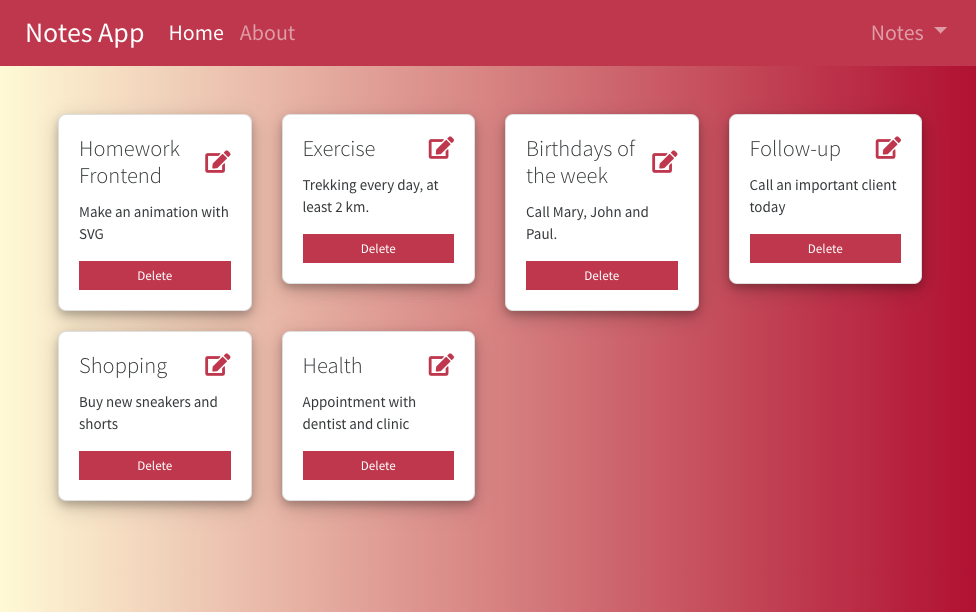 Notes App Home About Notes
Homework
Frontend
Make an animation with
SVG
Delete
Exercise
Trekking every day, at
least 2 km.
Delete
Birthdays of
the week
Call Mary, John and
Paul.
Delete
Follow-up
Call an important client
today
Delete
Shopping
Buy new sneakers and
shorts
Delete
Health
Appointment with
dentist and clinic
Delete